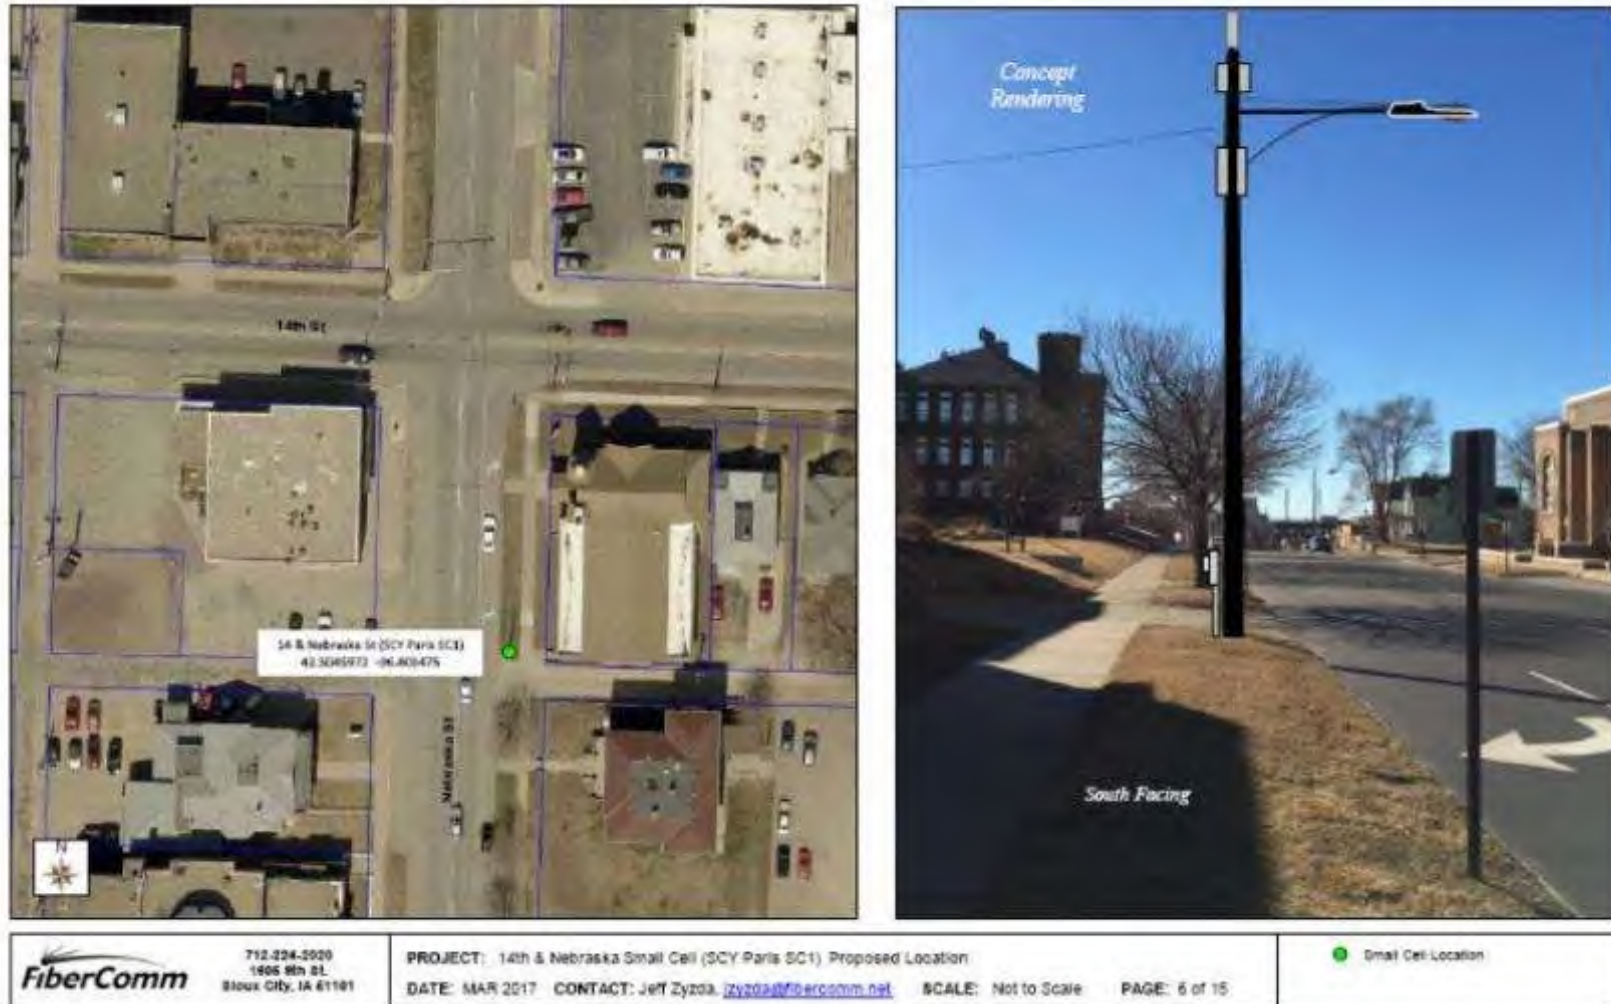 Concept
Rendering
14th St
14 & Nebraska St (SCY Paris SC1)
Nebraska St
N
South Facing
FiberComm
712-224-2020
1605 9th St.
Sioux City, IA 51101
PROJECT: 14th & Nebraska Small Cell (SCY Paris SC1) Proposed Location
DATE: MAR 2017 CONTACT: Jeff Zyzda, jzyzda@fibercomm.net SCALE: Not to Scale PAGE: 6 of 15
Small Cell Location